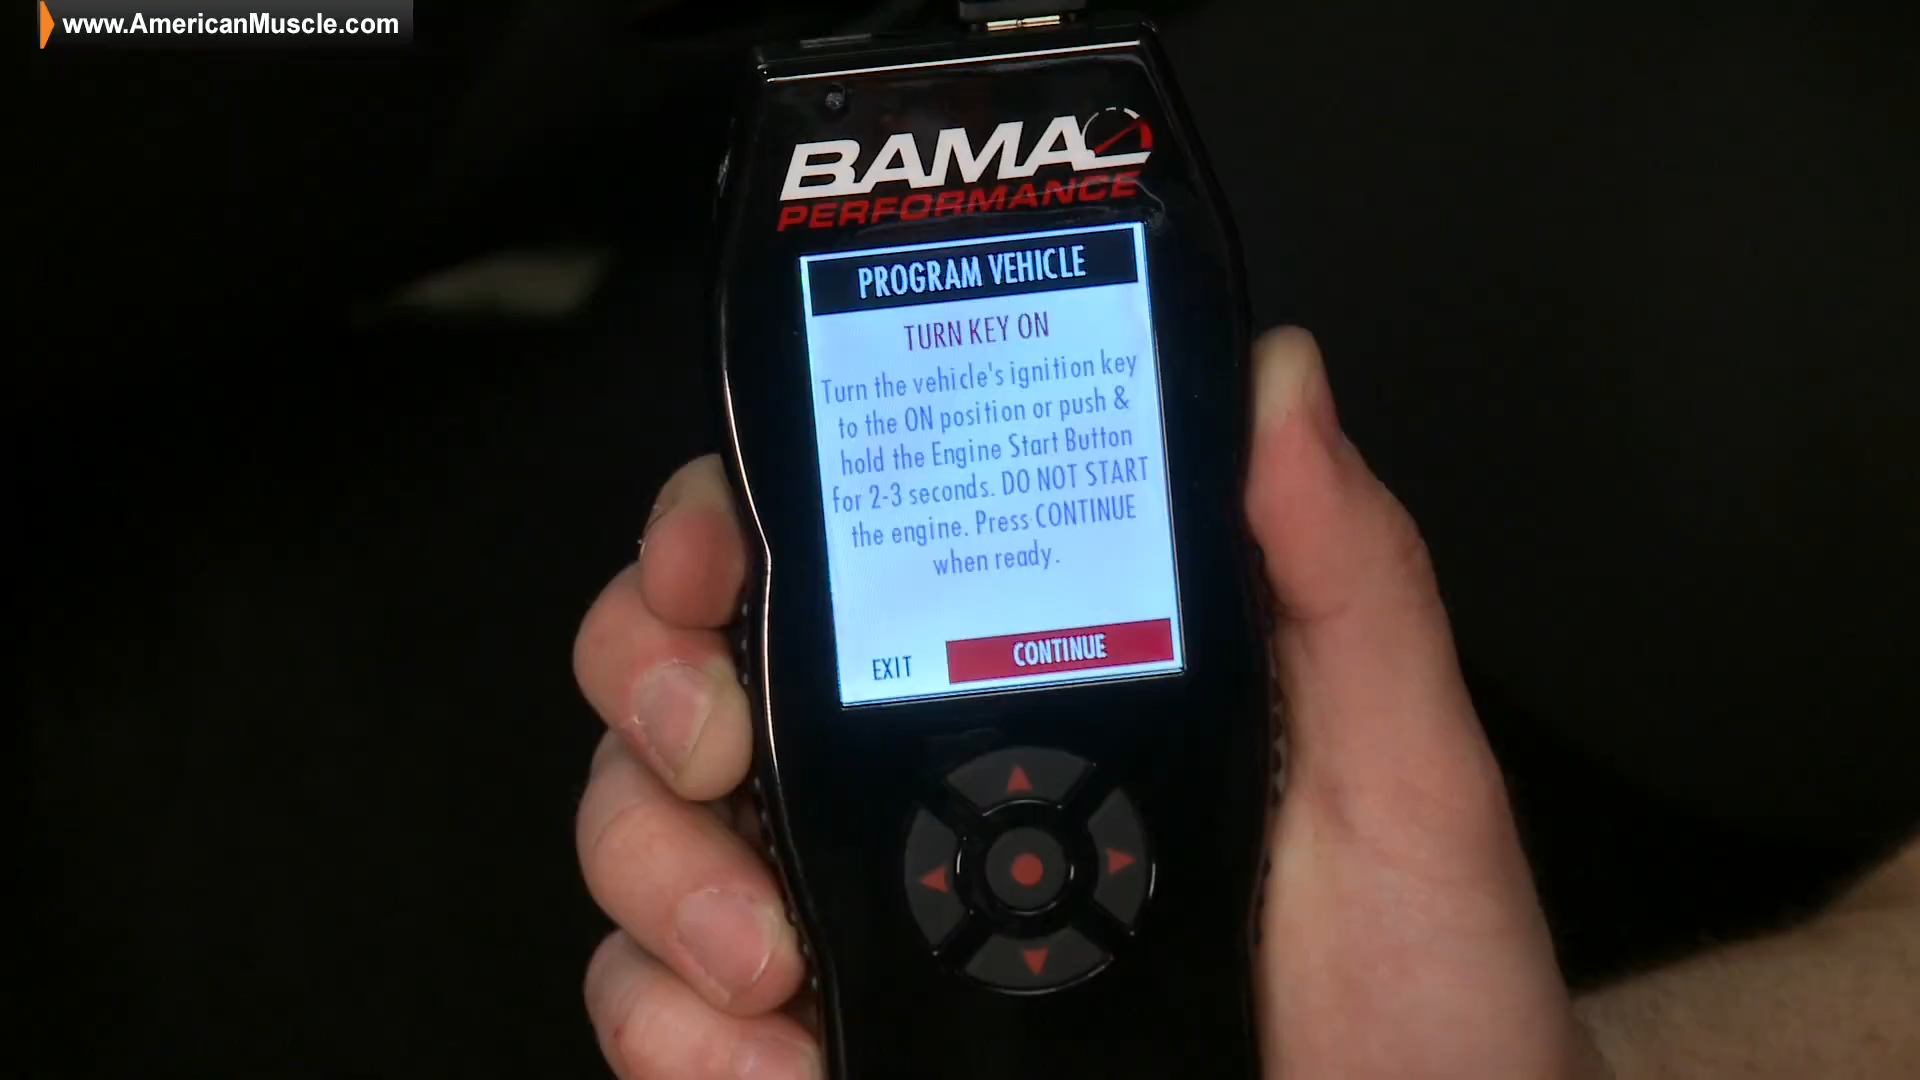 www.AmericanMuscle.com
BAMA
PERFORMANCE
PROGRAM VEHICLE
TURN KEY ON
Turn the vehicle's ignition key
to the ON position or push &
hold the Engine Start Button
for 2-3 seconds. DO NOT START
the engine. Press CONTINUE
when ready.
EXIT CONTINUE